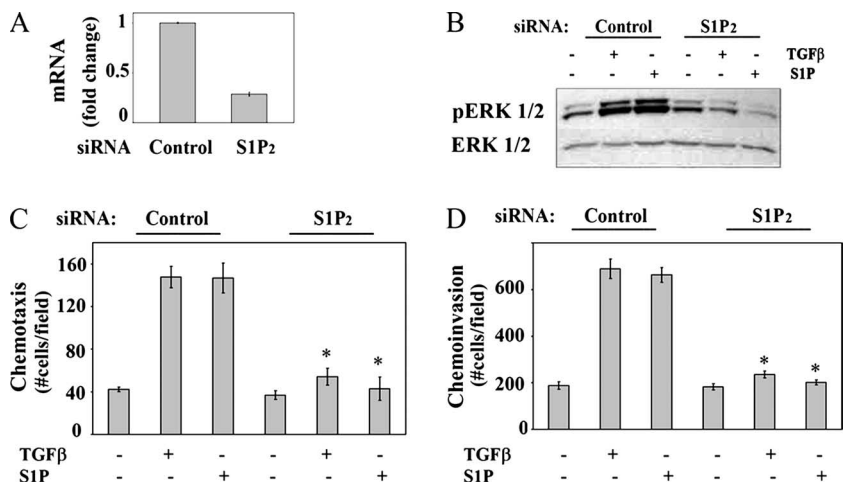 A
mRNA
(fold change)
1
0.5
0
siRNA Control S1P2
B
siRNA: Control S1P2
- + - - + - TGFβ
- - + - - + S1P
pERK 1/2
ERK 1/2
C
siRNA: Control S1P2
Chemotaxis
(#cells/field)
160
120
80
40
0
* *
TGFβ - + - - + -
S1P - - + - - +
D
siRNA: Control S1P2
Chemoinvasion
(#cells/field)
600
400
200
0
* *
- + - - + -
- - + - - +